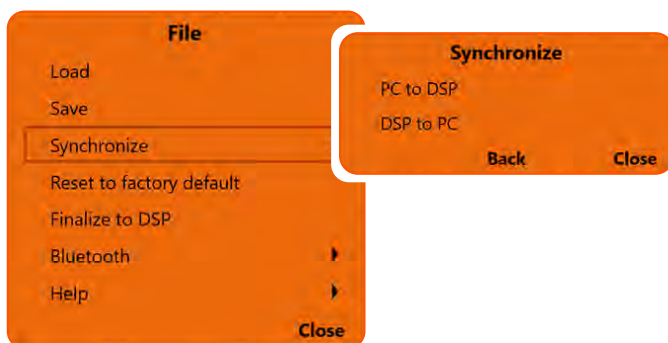 File
Load
Save
Synchronize
Reset to factory default
Finalize to DSP
Bluetooth
Help
Close
Synchronize
PC to DSP
DSP to PC
Back Close